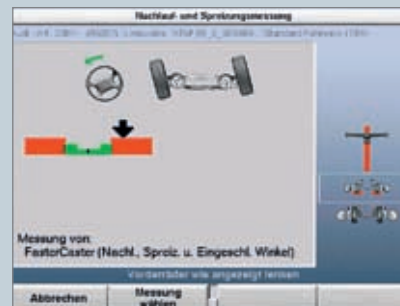 Nachlauf- und Spreizungsmessung
Messung von:
FastorCaster (Nachl., Spreiz. u. Eingeschl. Winkel)
Vorderräder wie angezeigt lenken
Abbrechen
Messung
wählen